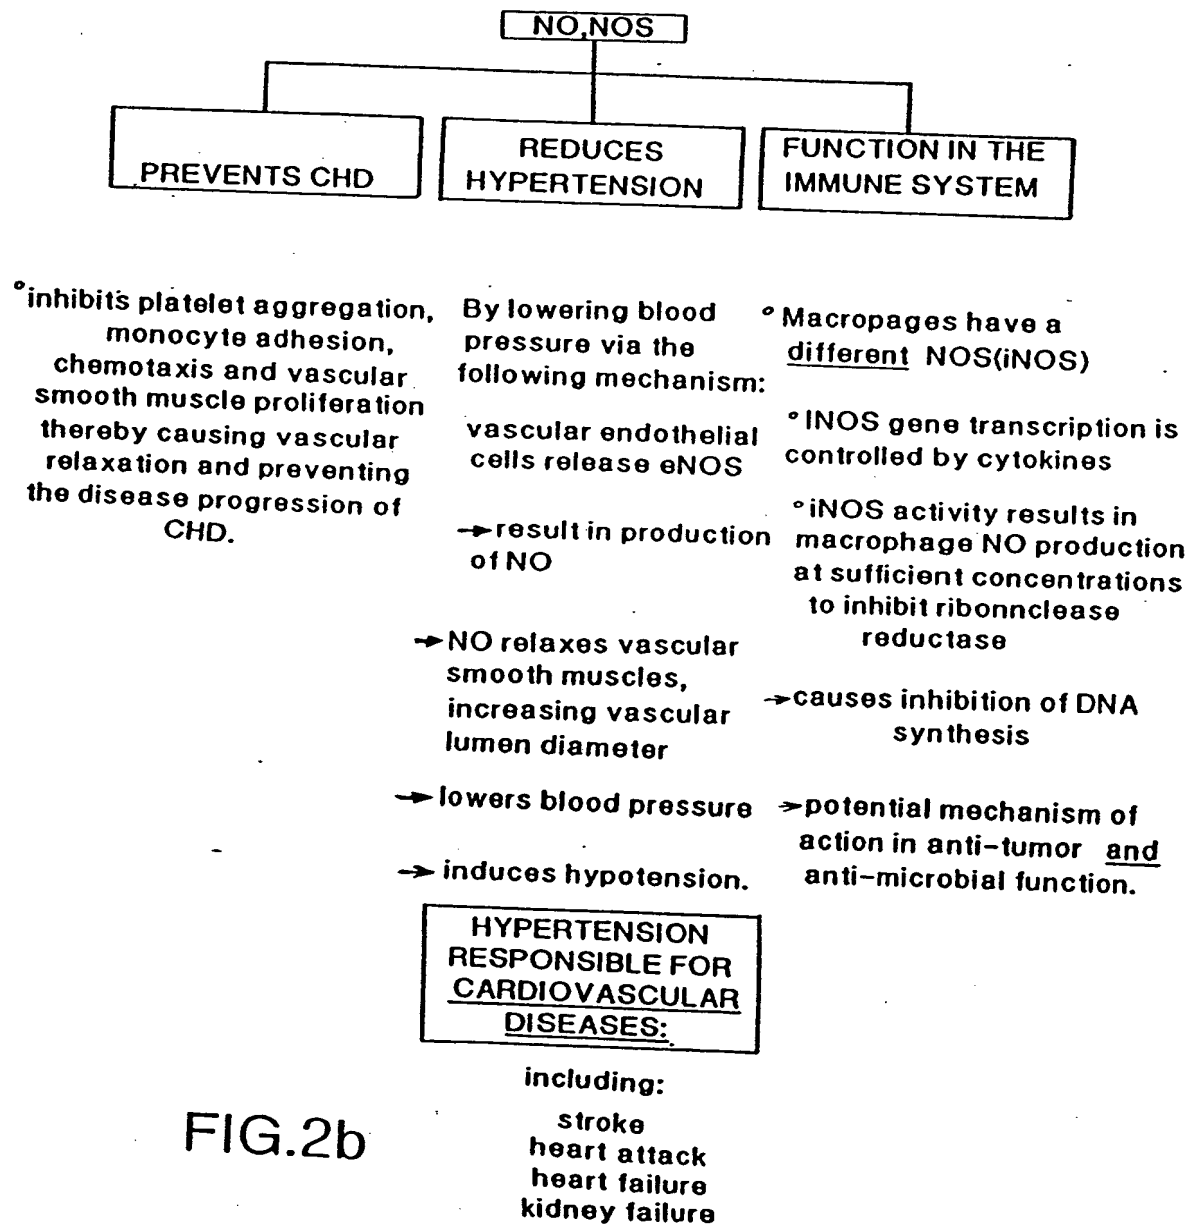 NO,NOS
PREVENTS CHD
REDUCES
HYPERTENSION
FUNCTION IN THE
IMMUNE SYSTEM
°inhibits platelet aggregation,
monocyte adhesion,
chemotaxis and vascular
smooth muscle proliferation
thereby causing vascular
relaxation and preventing
the disease progression of
CHD.
By lowering blood
pressure via the
following mechanism:
vascular endothelial
cells release eNOS
→result in production
of NO
→NO relaxes vascular
smooth muscles,
increasing vascular
lumen diameter
→lowers blood pressure
→ induces hypotension.
° Macropages have a
different NOS(iNOS)
°INOS gene transcription is
controlled by cytokines
°iNOS activity results in
macrophage NO production
at sufficient concentrations
to inhibit ribonnclease
reductase
→causes inhibition of DNA
synthesis
→potential mechanism of
action in anti-tumor and
anti-microbial function.
HYPERTENSION
RESPONSIBLE FOR
CARDIOVASCULAR
DISEASES:
including:
stroke
heart attack
heart failure
kidney failure
FIG.2b